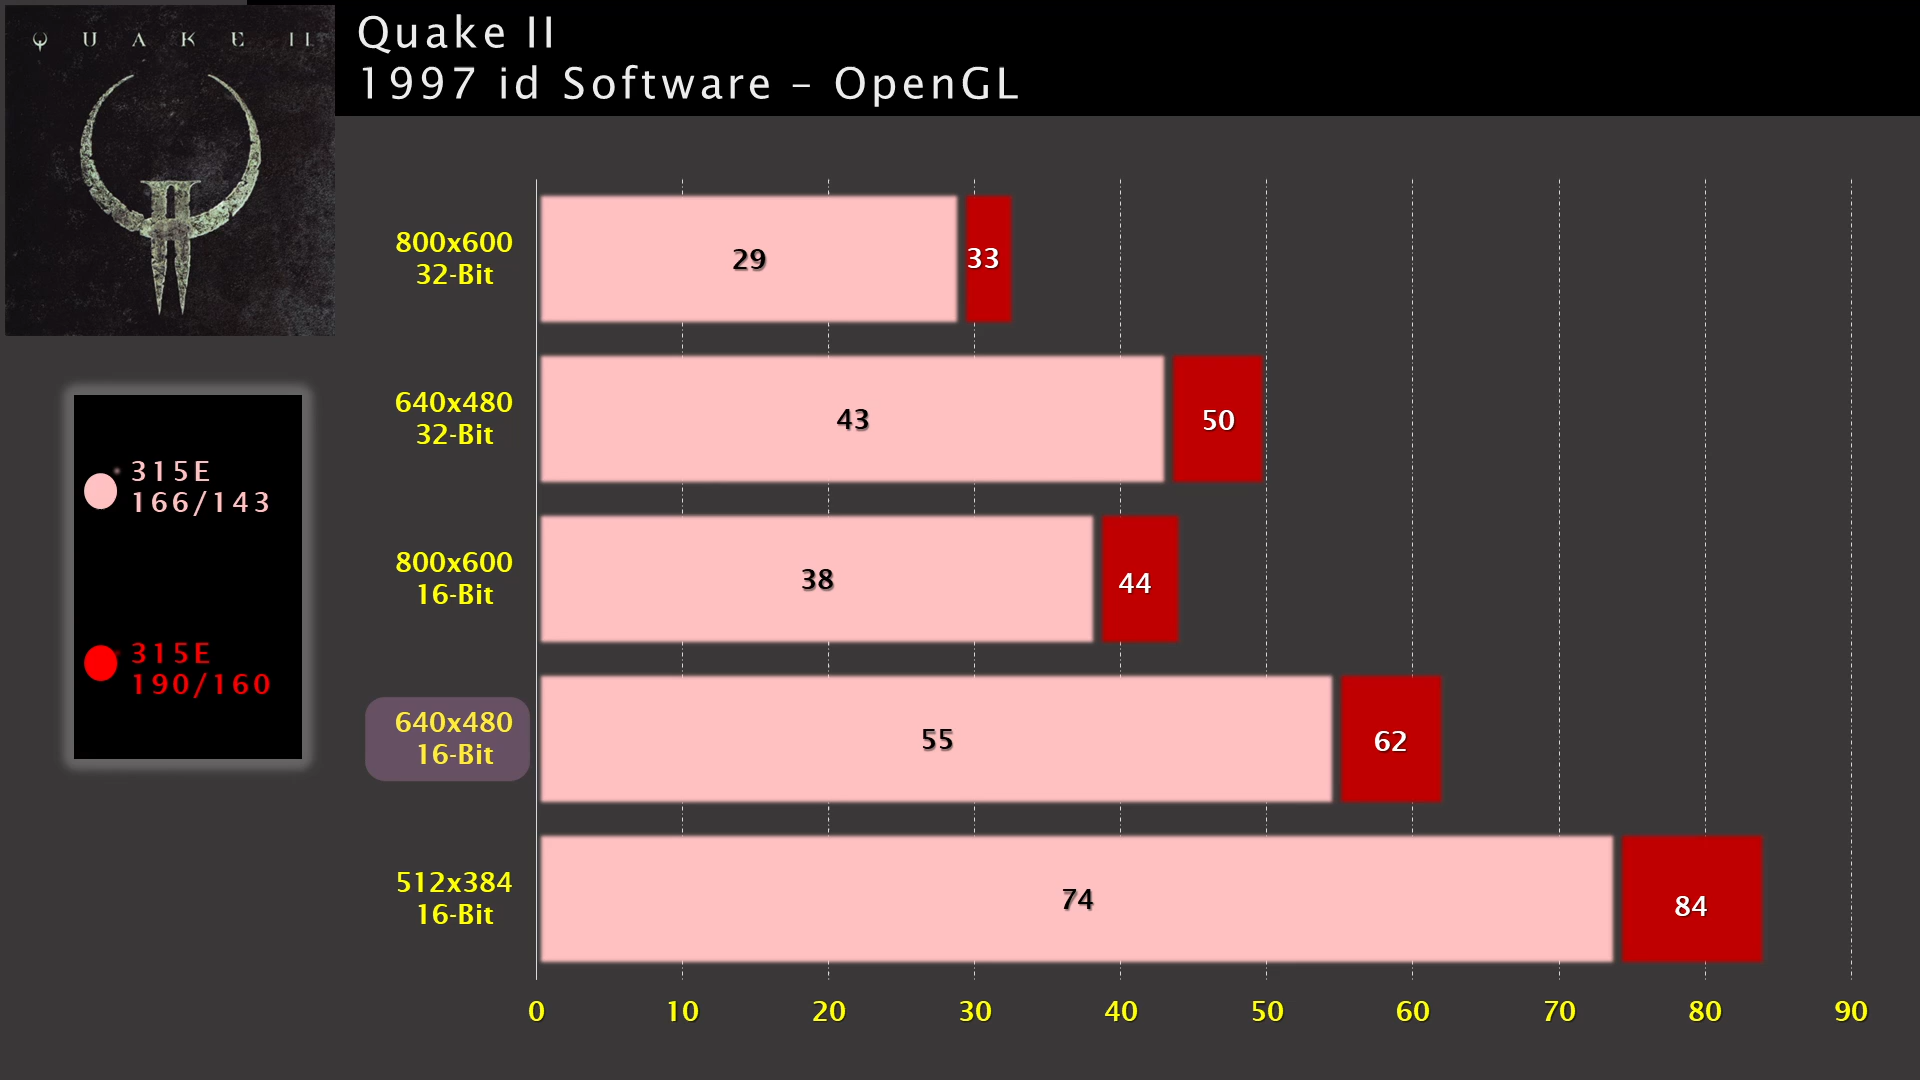 QUAKE II
Quake II
1997 id Software – OpenGL
315E
166/143
315E
190/160
800x600
32-Bit
29
33
640x480
32-Bit
43
50
800x600
16-Bit
38
44
640x480
16-Bit
55
62
512x384
16-Bit
74
84
0 10 20 30 40 50 60 70 80 90